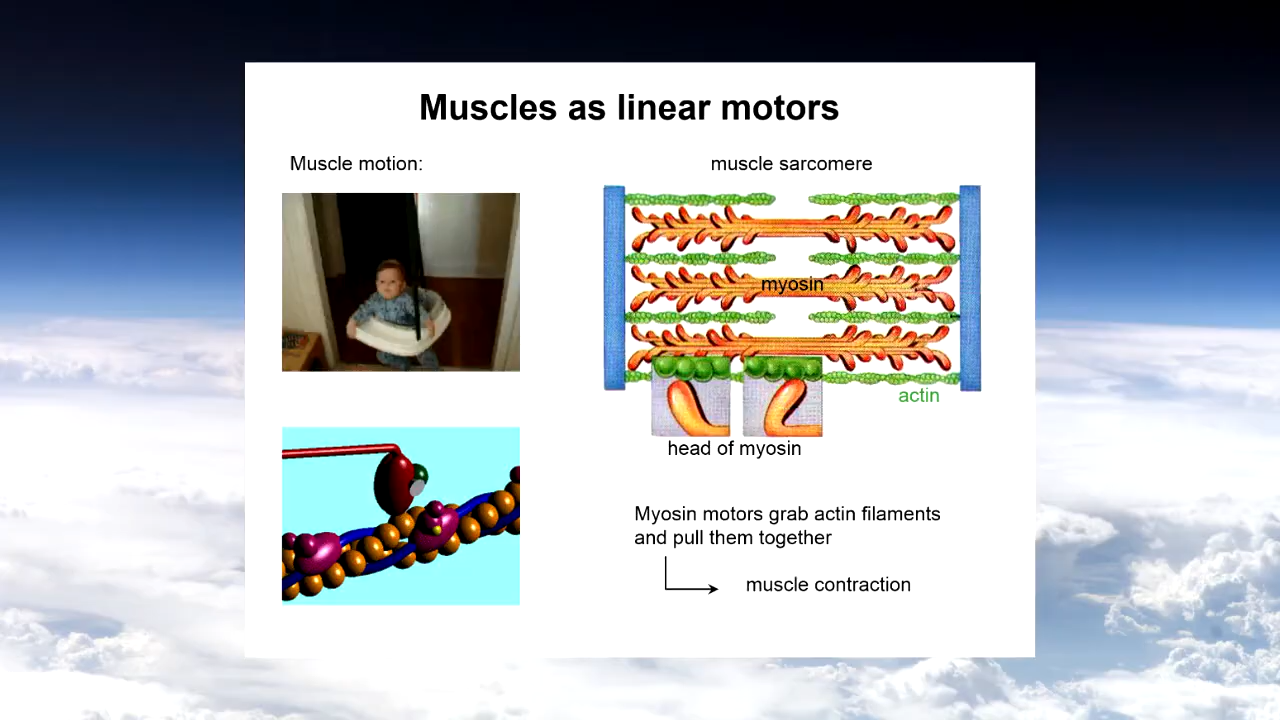 Muscles as linear motors
Muscle motion:
muscle sarcomere
myosin
actin
head of myosin
Myosin motors grab actin filaments
and pull them together
muscle contraction